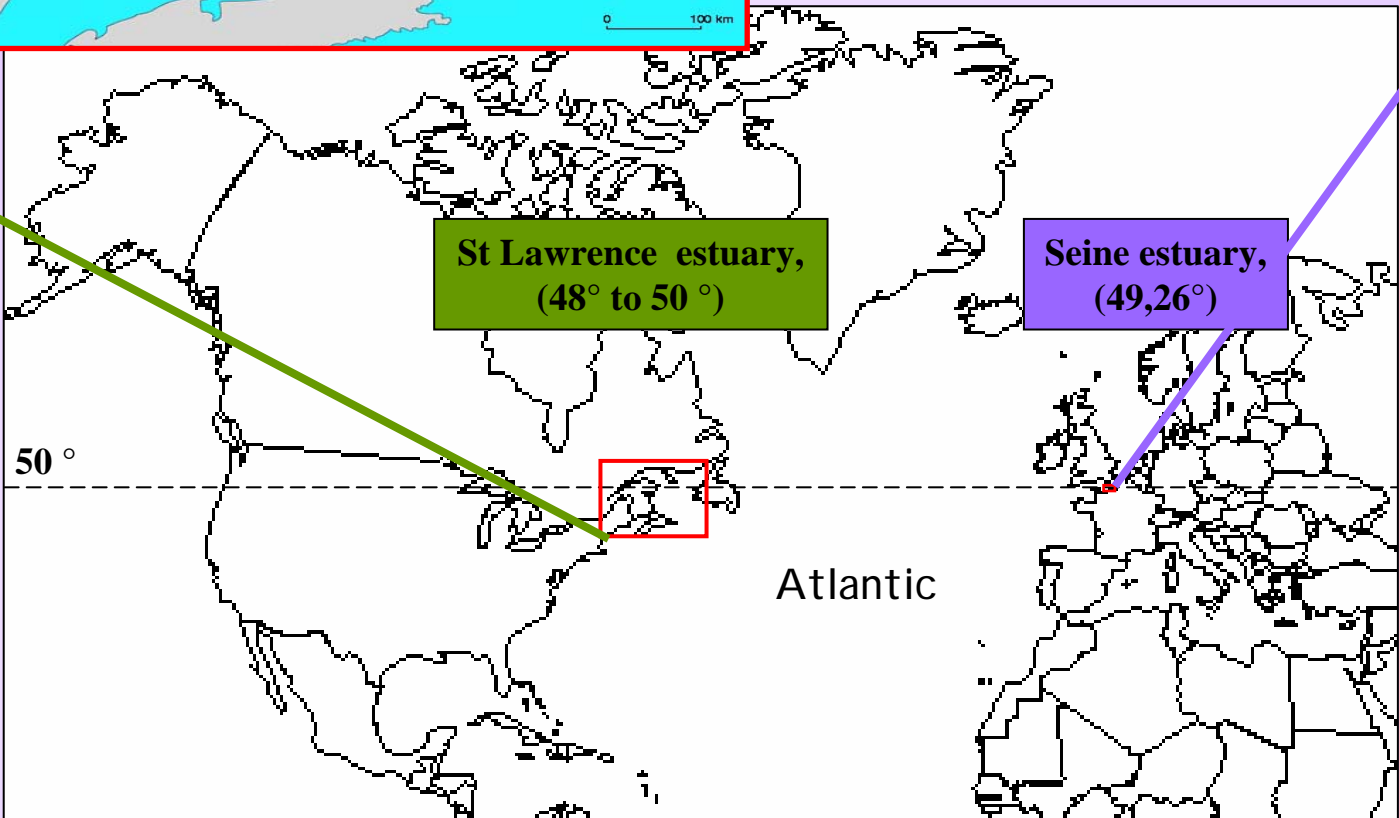 0 100 km
St Lawrence estuary,
(48° to 50 °)
Seine estuary,
(49,26°)
50 °
Atlantic